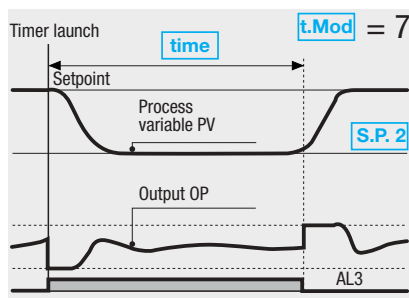 Timer launch
t.Mod = 7
time
Setpoint
Process
variable PV
S.P. 2
Output OP
AL3